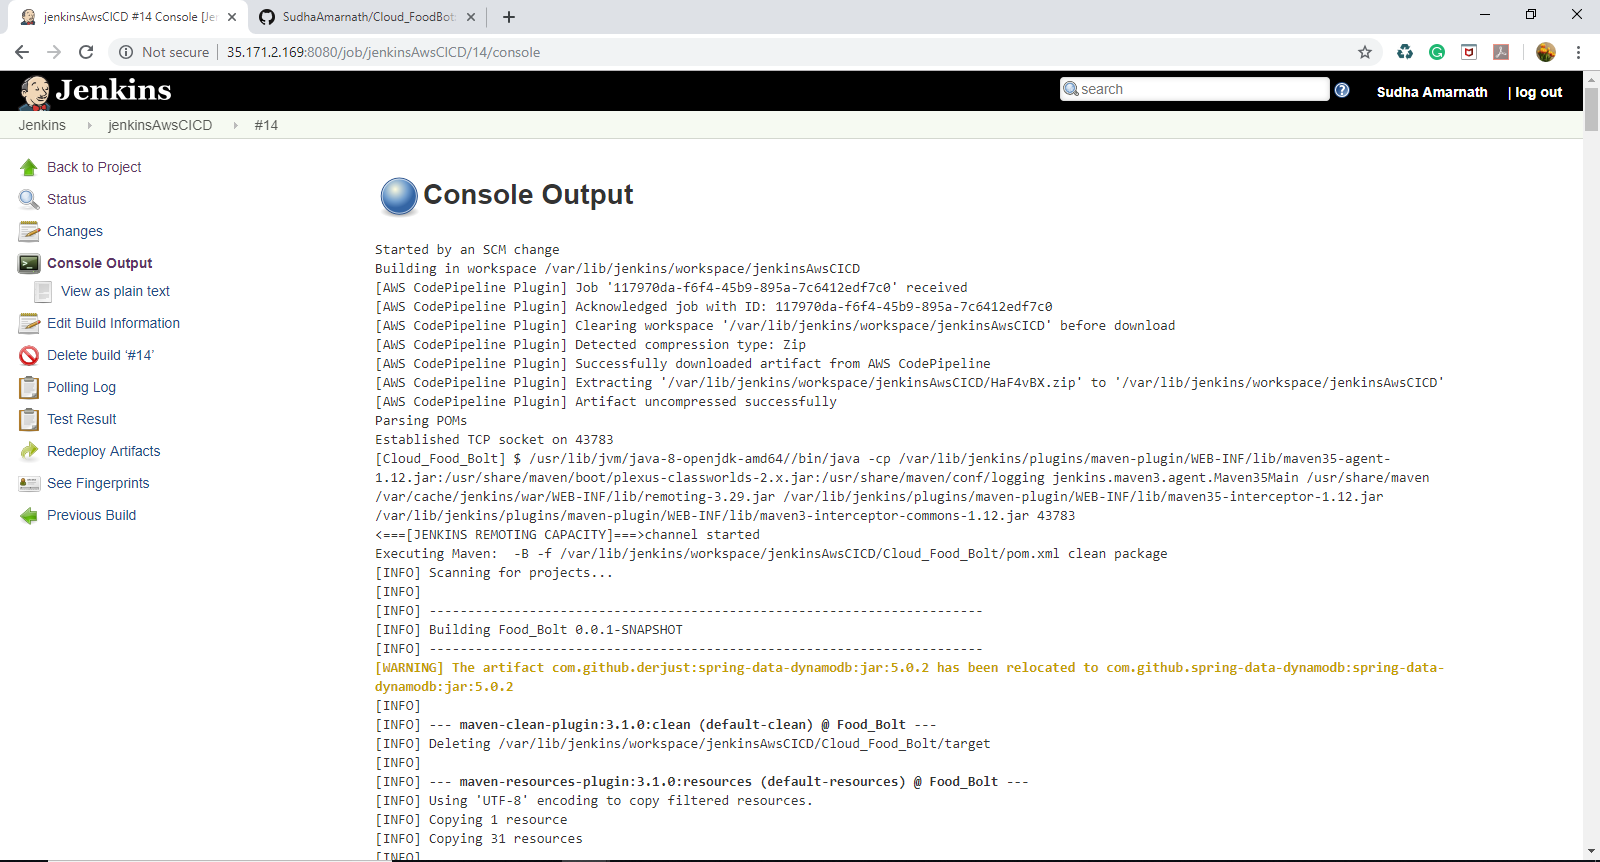 jenkinsAwsCICD #14 Console [Jen
SudhaAmarnath/Cloud_FoodBot:
Not secure
35.171.2.169:8080/job/jenkinsAwsCICD/14/console
Jenkins
search
Sudha Amarnath
| log out
Jenkins
jenkinsAwsCICD
#14
Back to Project
Status
Changes
Console Output
View as plain text
Edit Build Information
Delete build '#14'
Polling Log
Test Result
Redeploy Artifacts
See Fingerprints
Previous Build
Console Output
Started by an SCM change
Building in workspace /var/lib/jenkins/workspace/jenkinsAwsCICD
[AWS CodePipeline Plugin] Job '117970da-f6f4-45b9-895a-7c6412edf7c0' received
[AWS CodePipeline Plugin] Acknowledged job with ID: 117970da-f6f4-45b9-895a-7c6412edf7c0
[AWS CodePipeline Plugin] Clearing workspace '/var/lib/jenkins/workspace/jenkinsAwsCICD' before download
[AWS CodePipeline Plugin] Detected compression type: Zip
[AWS CodePipeline Plugin] Successfully downloaded artifact from AWS CodePipeline
[AWS CodePipeline Plugin] Extracting '/var/lib/jenkins/workspace/jenkinsAwsCICD/HaF4vBX.zip' to '/var/lib/jenkins/workspace/jenkinsAwsCICD'
[AWS CodePipeline Plugin] Artifact uncompressed successfully
Parsing POMs
Established TCP socket on 43783
[Cloud_Food_Bolt] $ /usr/lib/jvm/java-8-openjdk-amd64//bin/java -cp /var/lib/jenkins/plugins/maven-plugin/WEB-INF/lib/maven35-agent-
1.12.jar:/usr/share/maven/boot/plexus-classworlds-2.x.jar:/usr/share/maven/conf/logging jenkins.maven3.agent.Maven35Main /usr/share/maven
/var/cache/jenkins/war/WEB-INF/lib/remoting-3.29.jar /var/lib/jenkins/plugins/maven-plugin/WEB-INF/lib/maven35-interceptor-1.12.jar
/var/lib/jenkins/plugins/maven-plugin/WEB-INF/lib/maven3-interceptor-commons-1.12.jar 43783
<===[JENKINS REMOTING CAPACITY]===>channel started
Executing Maven:  -B -f /var/lib/jenkins/workspace/jenkinsAwsCICD/Cloud_Food_Bolt/pom.xml clean package
[INFO] Scanning for projects...
[INFO]
[INFO] ------------------------------------------------------------------------
[INFO] Building Food_Bolt 0.0.1-SNAPSHOT
[INFO] ------------------------------------------------------------------------
[WARNING] The artifact com.github.derjust:spring-data-dynamodb:jar:5.0.2 has been relocated to com.github.spring-data-dynamodb:spring-data-
dynamodb:jar:5.0.2
[INFO]
[INFO] --- maven-clean-plugin:3.1.0:clean (default-clean) @ Food_Bolt ---
[INFO] Deleting /var/lib/jenkins/workspace/jenkinsAwsCICD/Cloud_Food_Bolt/target
[INFO]
[INFO] --- maven-resources-plugin:3.1.0:resources (default-resources) @ Food_Bolt ---
[INFO] Using 'UTF-8' encoding to copy filtered resources.
[INFO] Copying 1 resource
[INFO] Copying 31 resources
[INFO]